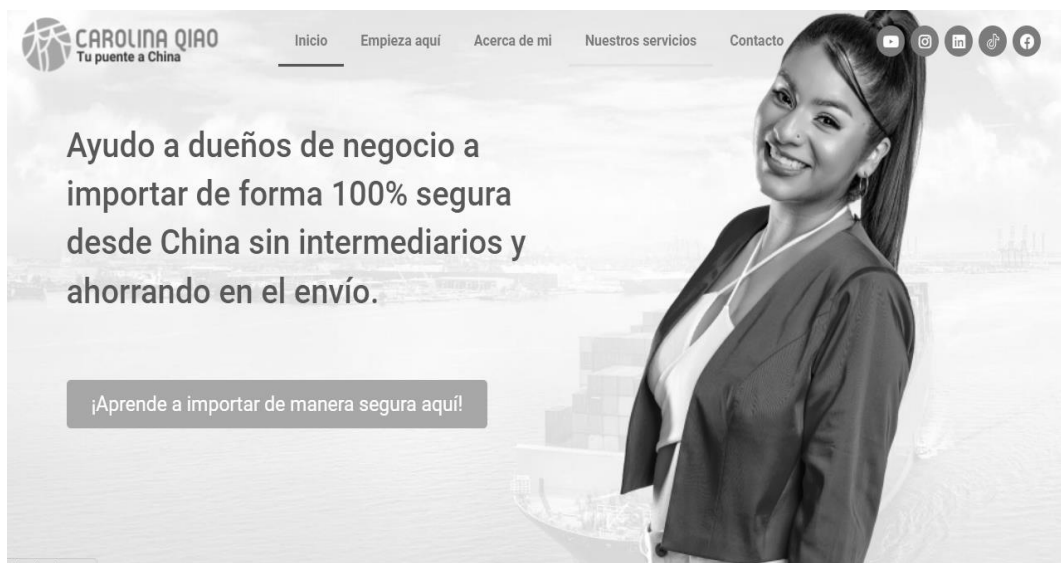 CAROLINA QIAO
Tu puente a China
Inicio
Empieza aquí
Acerca de mi
Nuestros servicios
Contacto
Ayudo a dueños de negocio a
importar de forma 100% segura
desde China sin intermediarios y
ahorrando en el envío.
¡Aprende a importar de manera segura aquí!